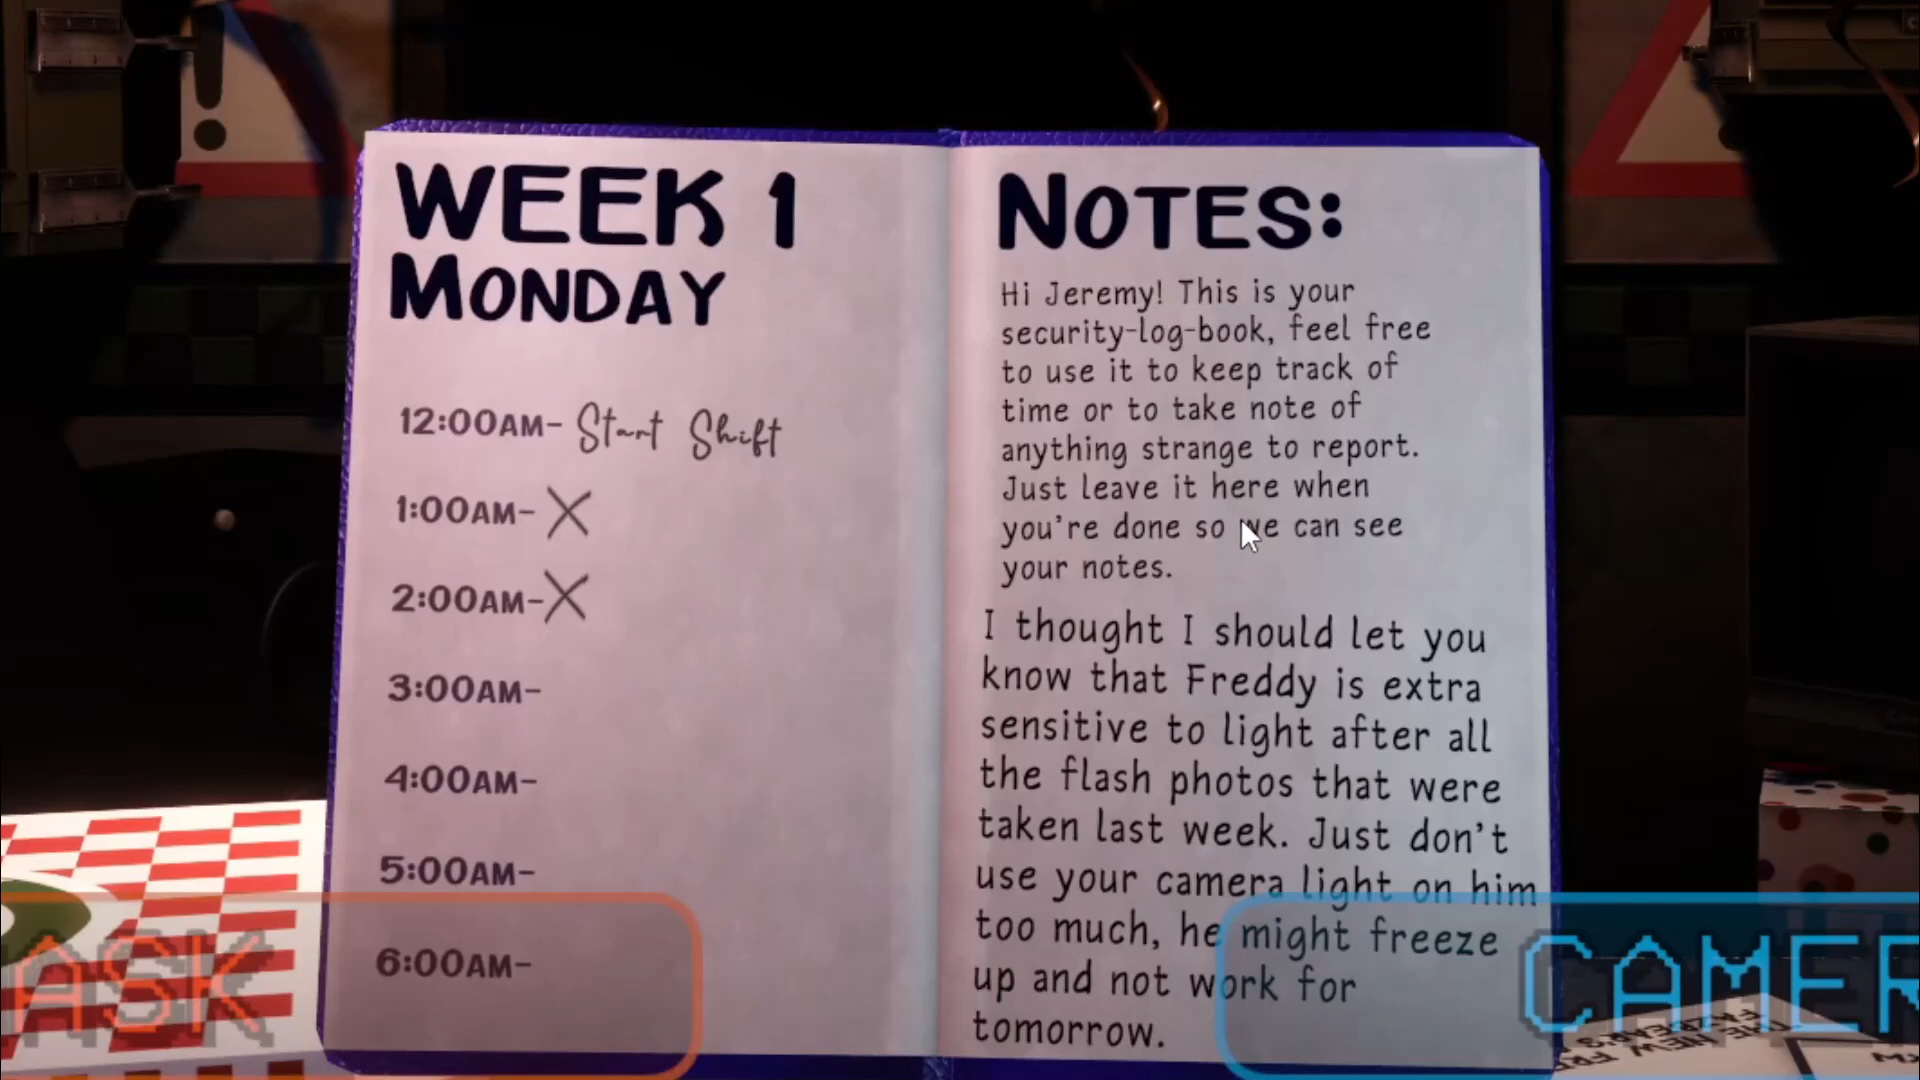 WEEK 1
MONDAY
12:00AM- Start Shift
1:00AM- X
2:00AM- X
3:00AM-
4:00AM-
5:00AM-
6:00AM-
NOTES:
Hi Jeremy! This is your
security-log-book, feel free
to use it to keep track of
time or to take note of
anything strange to report.
Just leave it here when
you're done so we can see
your notes.
I thought I should let you
know that Freddy is extra
sensitive to light after all
the flash photos that were
taken last week. Just don't
use your camera light on him
too much, he might freeze
up and not work for
tomorrow.
ASK
CAMER
THE NEW FRE
FAZBEAR'S